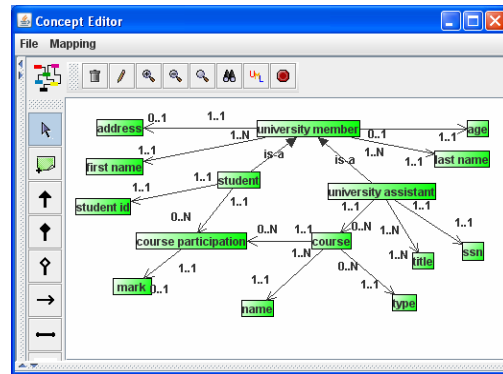 Concept Editor
File Mapping
address
0..1
1..1
university member
0..1
1..1
age
first name
1..1
1..N
is-a
is-a
1..N
1..1
last name
student
1..1
1..1
student id
1..1
university assistant
1..1
1..N
1..1
0..N
0..N
1..1
0..N
1..N
1..1
course participation
course
title
ssn
mark
1..1
0..1
1..N
name
0..N
1..1
type